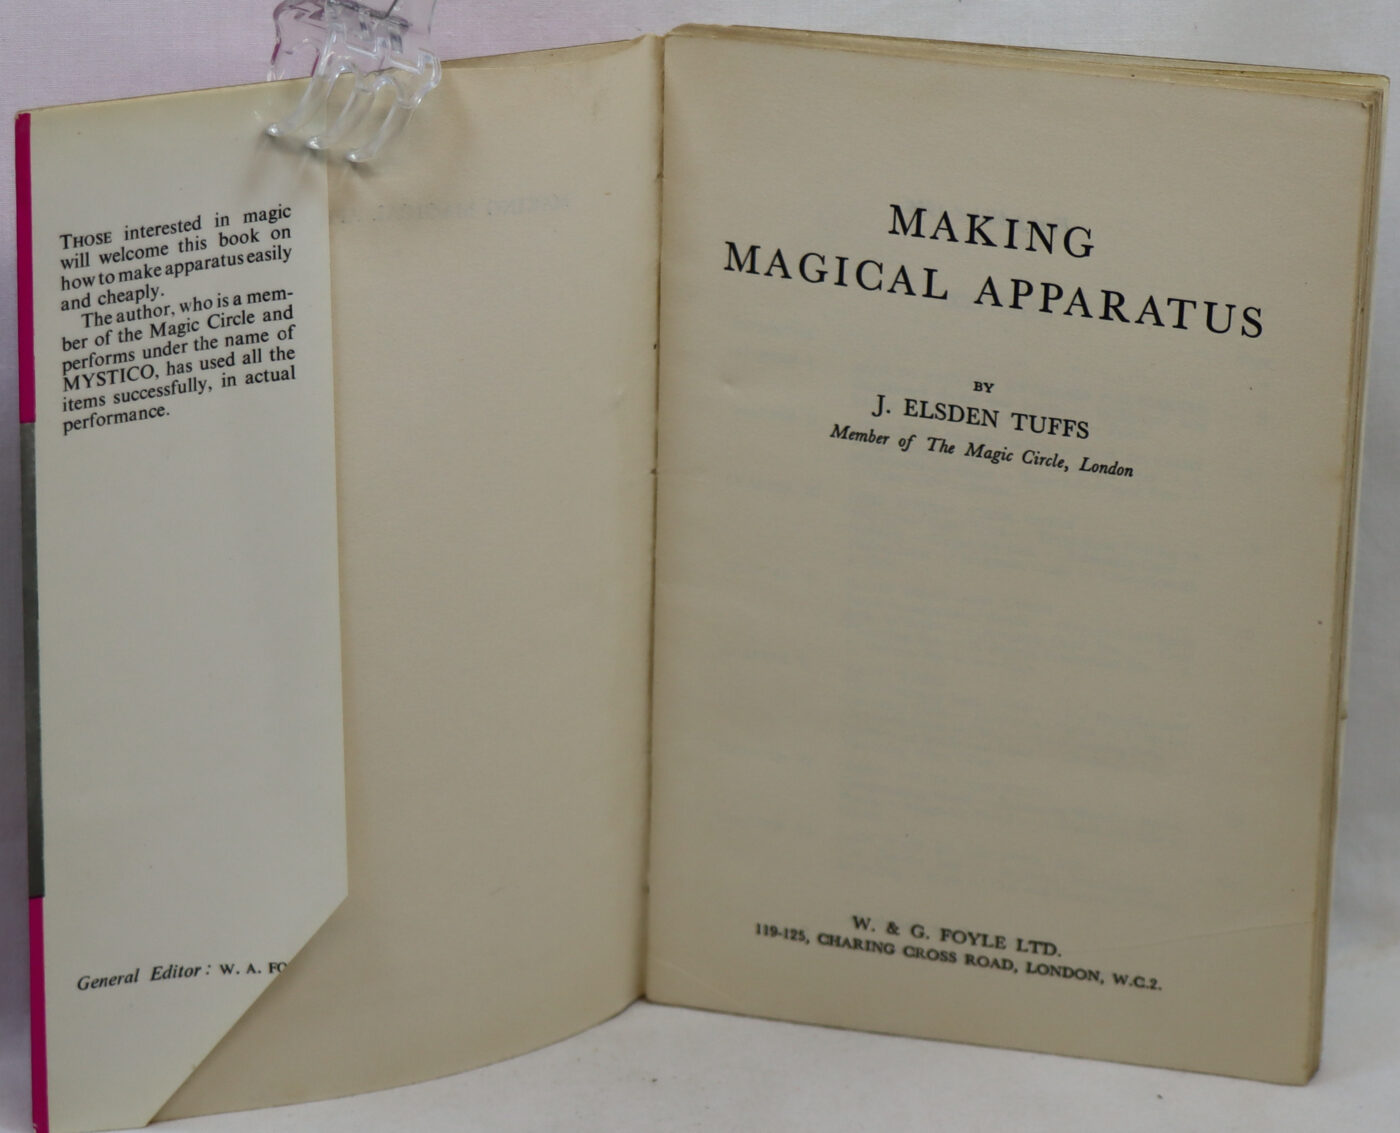 THOSE interested in magic
will welcome this book on
how to make apparatus easily
and cheaply.
The author, who is a mem-
ber of the Magic Circle and
performs under the name of
MYSTICO, has used all the
items successfully, in actual
performance.
General Editor: W. A. FO
MAKING
MAGICAL APPARATUS
BY
J. ELSDEN TUFFS
Member of The Magic Circle, London
W. & G. FOYLE LTD.
119-125, CHARING CROSS ROAD, LONDON, W.C.2.